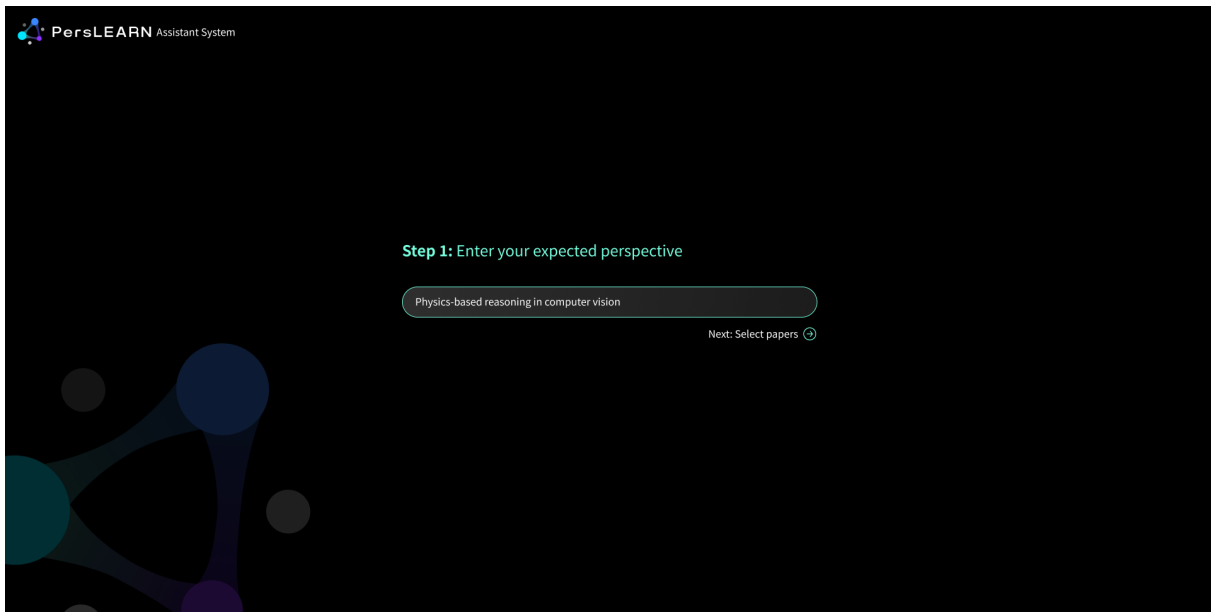 PersLEARN Assistant System
Step 1: Enter your expected perspective
Physics-based reasoning in computer vision
Next: Select papers